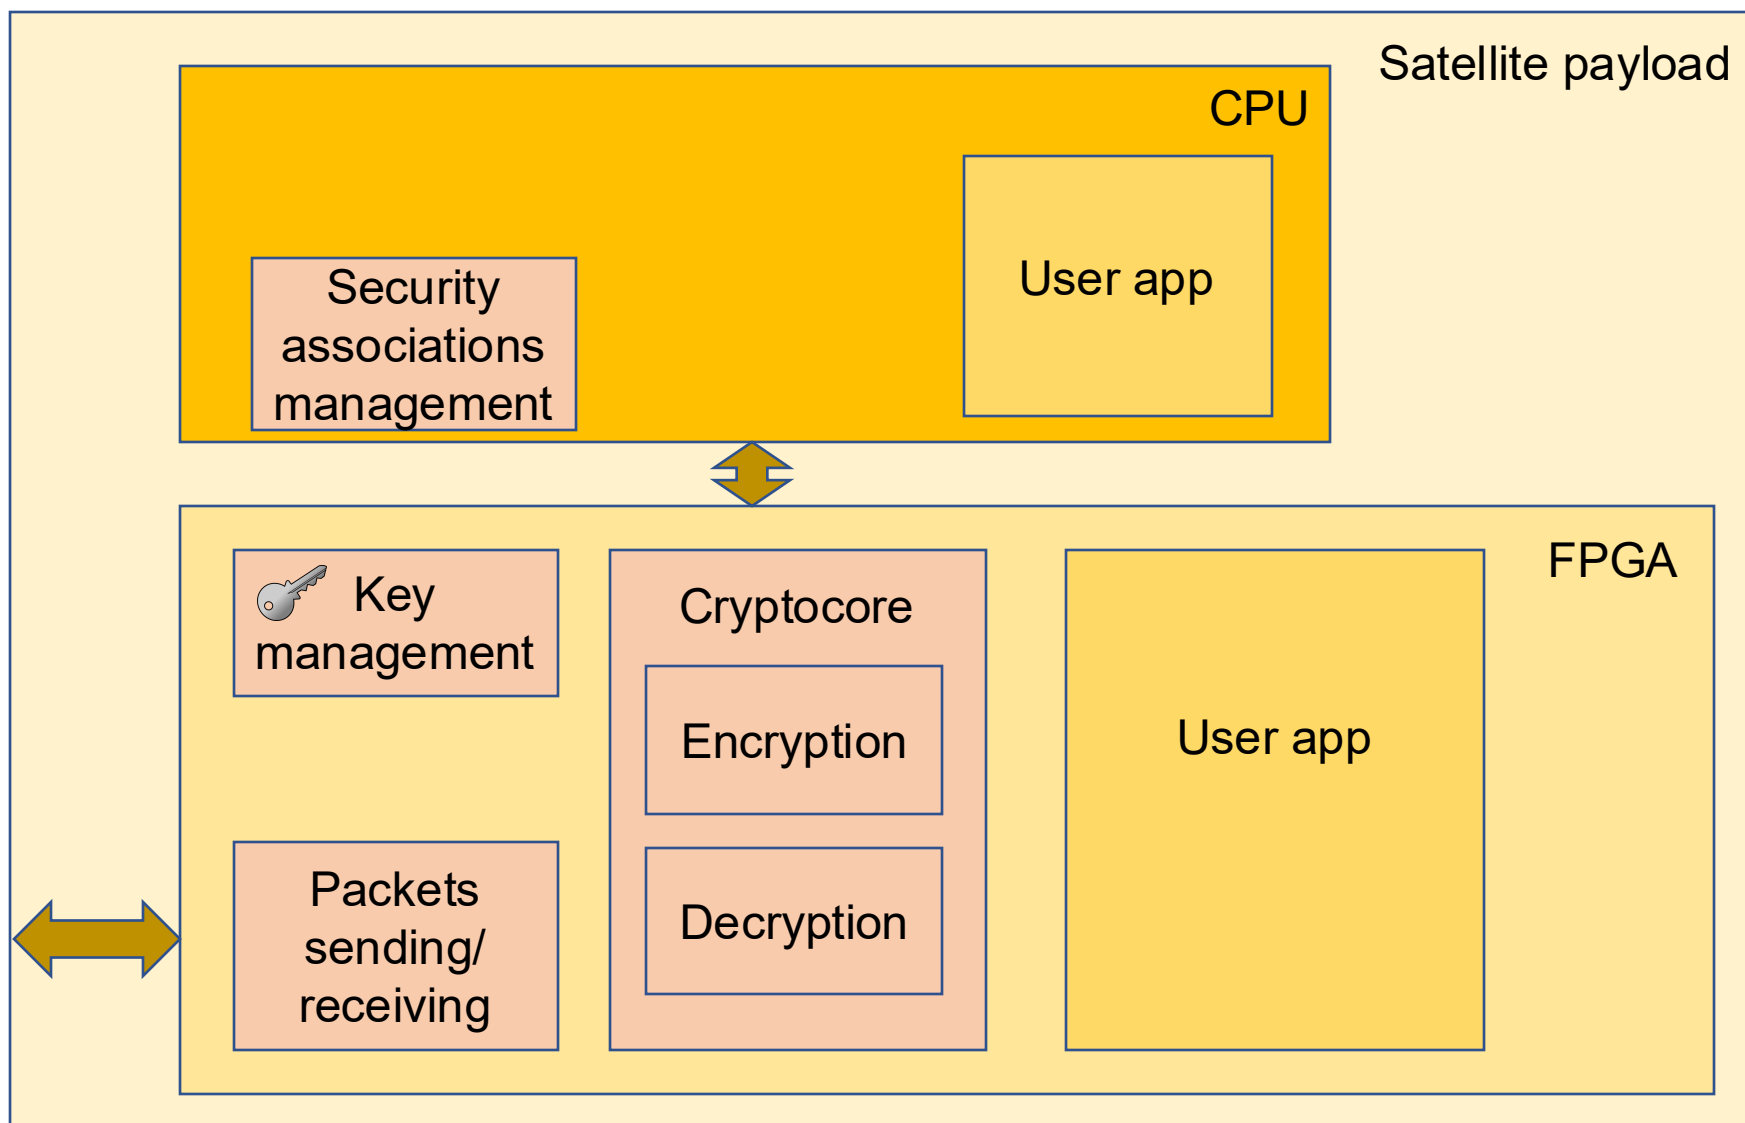 Satellite payload
CPU
Security
associations
management
User app
FPGA
Key
management
Cryptocore
Encryption
Decryption
User app
Packets
sending/
receiving